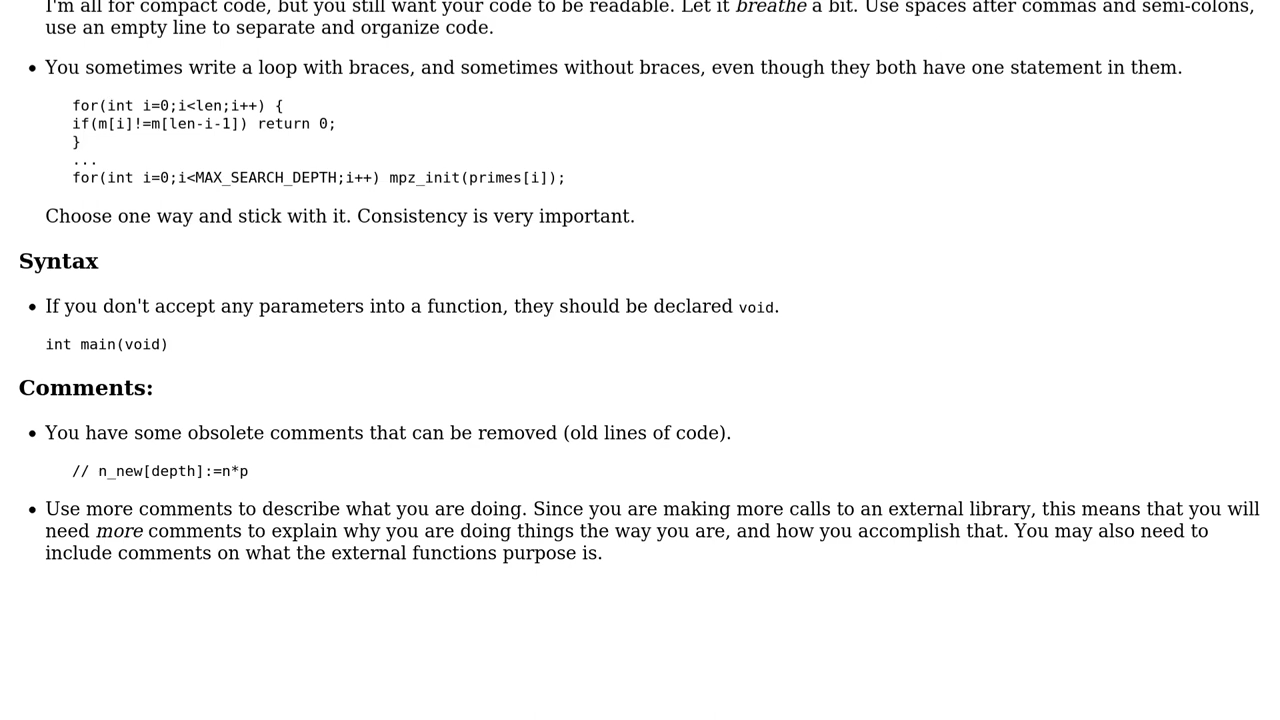 I'm all for compact code, but you still want your code to be readable. Let it breathe a bit. Use spaces after commas and semi-colons,
use an empty line to separate and organize code.
• You sometimes write a loop with braces, and sometimes without braces, even though they both have one statement in them.
for(int i=0;i<len;i++) {
if(m[i]!=m[len-i-1]) return 0;
}
...
for(int i=0;i<MAX_SEARCH_DEPTH;i++) mpz_init(primes[i]);
Choose one way and stick with it. Consistency is very important.
Syntax
• If you don't accept any parameters into a function, they should be declared void.
int main(void)
Comments:
• You have some obsolete comments that can be removed (old lines of code).
// n_new[depth]:=n*p
• Use more comments to describe what you are doing. Since you are making more calls to an external library, this means that you will
need more comments to explain why you are doing things the way you are, and how you accomplish that. You may also need to
include comments on what the external functions purpose is.